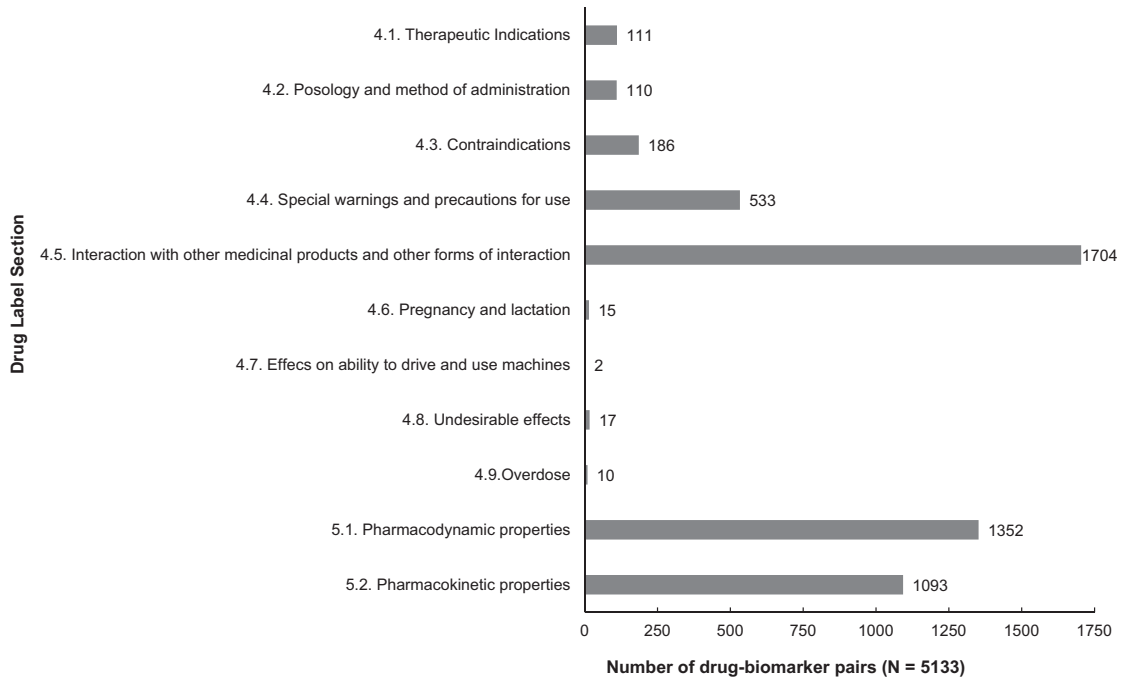 Drug Label Section
4.1. Therapeutic Indications 111
4.2. Posology and method of administration 110
4.3. Contraindications 186
4.4. Special warnings and precautions for use 533
4.5. Interaction with other medicinal products and other forms of interaction 1704
4.6. Pregnancy and lactation 15
4.7. Effecs on ability to drive and use machines 2
4.8. Undesirable effects 17
4.9.Overdose 10
5.1. Pharmacodynamic properties 1352
5.2. Pharmacokinetic properties 1093
0 250 500 750 1000 1250 1500 1750
Number of drug-biomarker pairs (N = 5133)